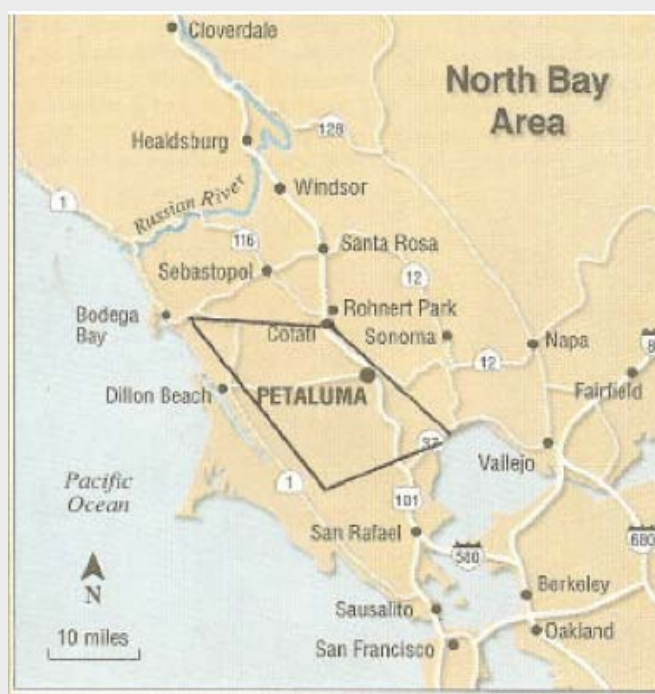 Cloverdale
North Bay
Area
128
Healdsburg
Russian River
Windsor
1
116
Santa Rosa
Sebastopol
12
Bodega
Bay
Rohnert Park
Cotati
Sonoma
Napa
12
Dillon Beach
PETALUMA
Fairfield
37
Vallejo
Pacific
Ocean
1
101
San Rafael
580
680
N
Berkeley
Sausalito
10 miles
San Francisco
Oakland